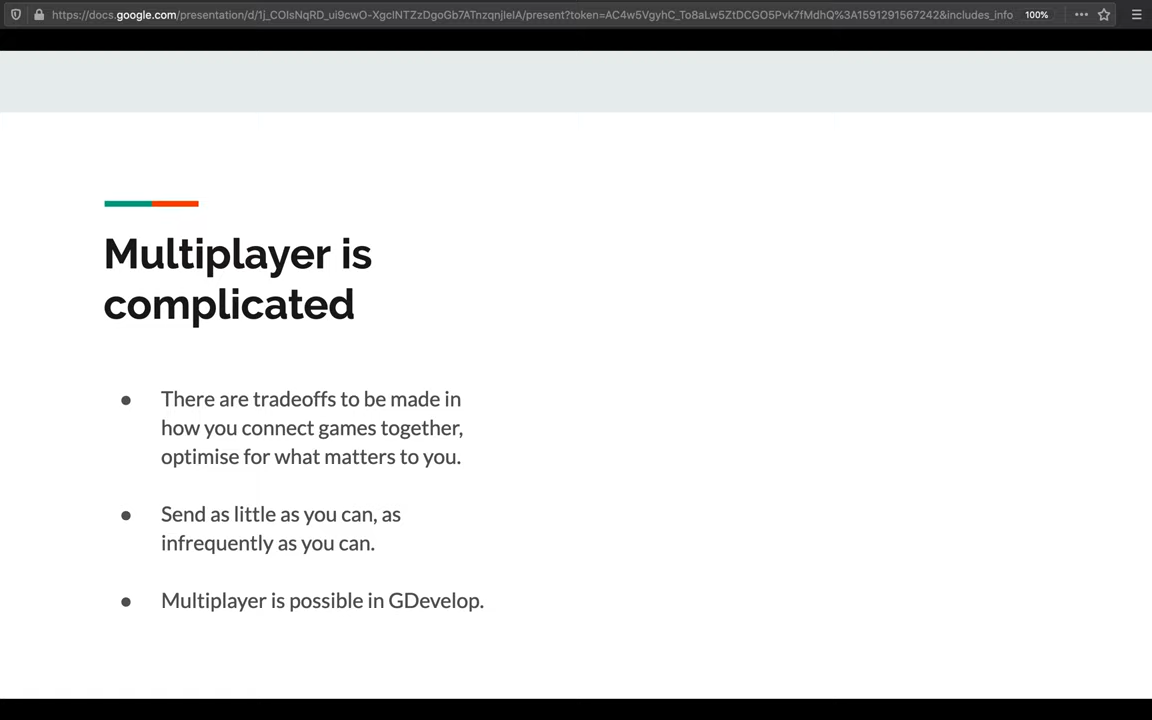 https://docs.google.com/presentation/d/1j_COIsNqRD_ui9cwO-XgcINTZzDgoGb7ATnzqnjIeIA/present?token=AC4w5VgyhC_To8aLw5ZtDCGO5Pvk7fMdhQ%3A1591291567242&includes_info 100%
Multiplayer is
complicated
● There are tradeoffs to be made in
how you connect games together,
optimise for what matters to you.
● Send as little as you can, as
infrequently as you can.
● Multiplayer is possible in GDevelop.